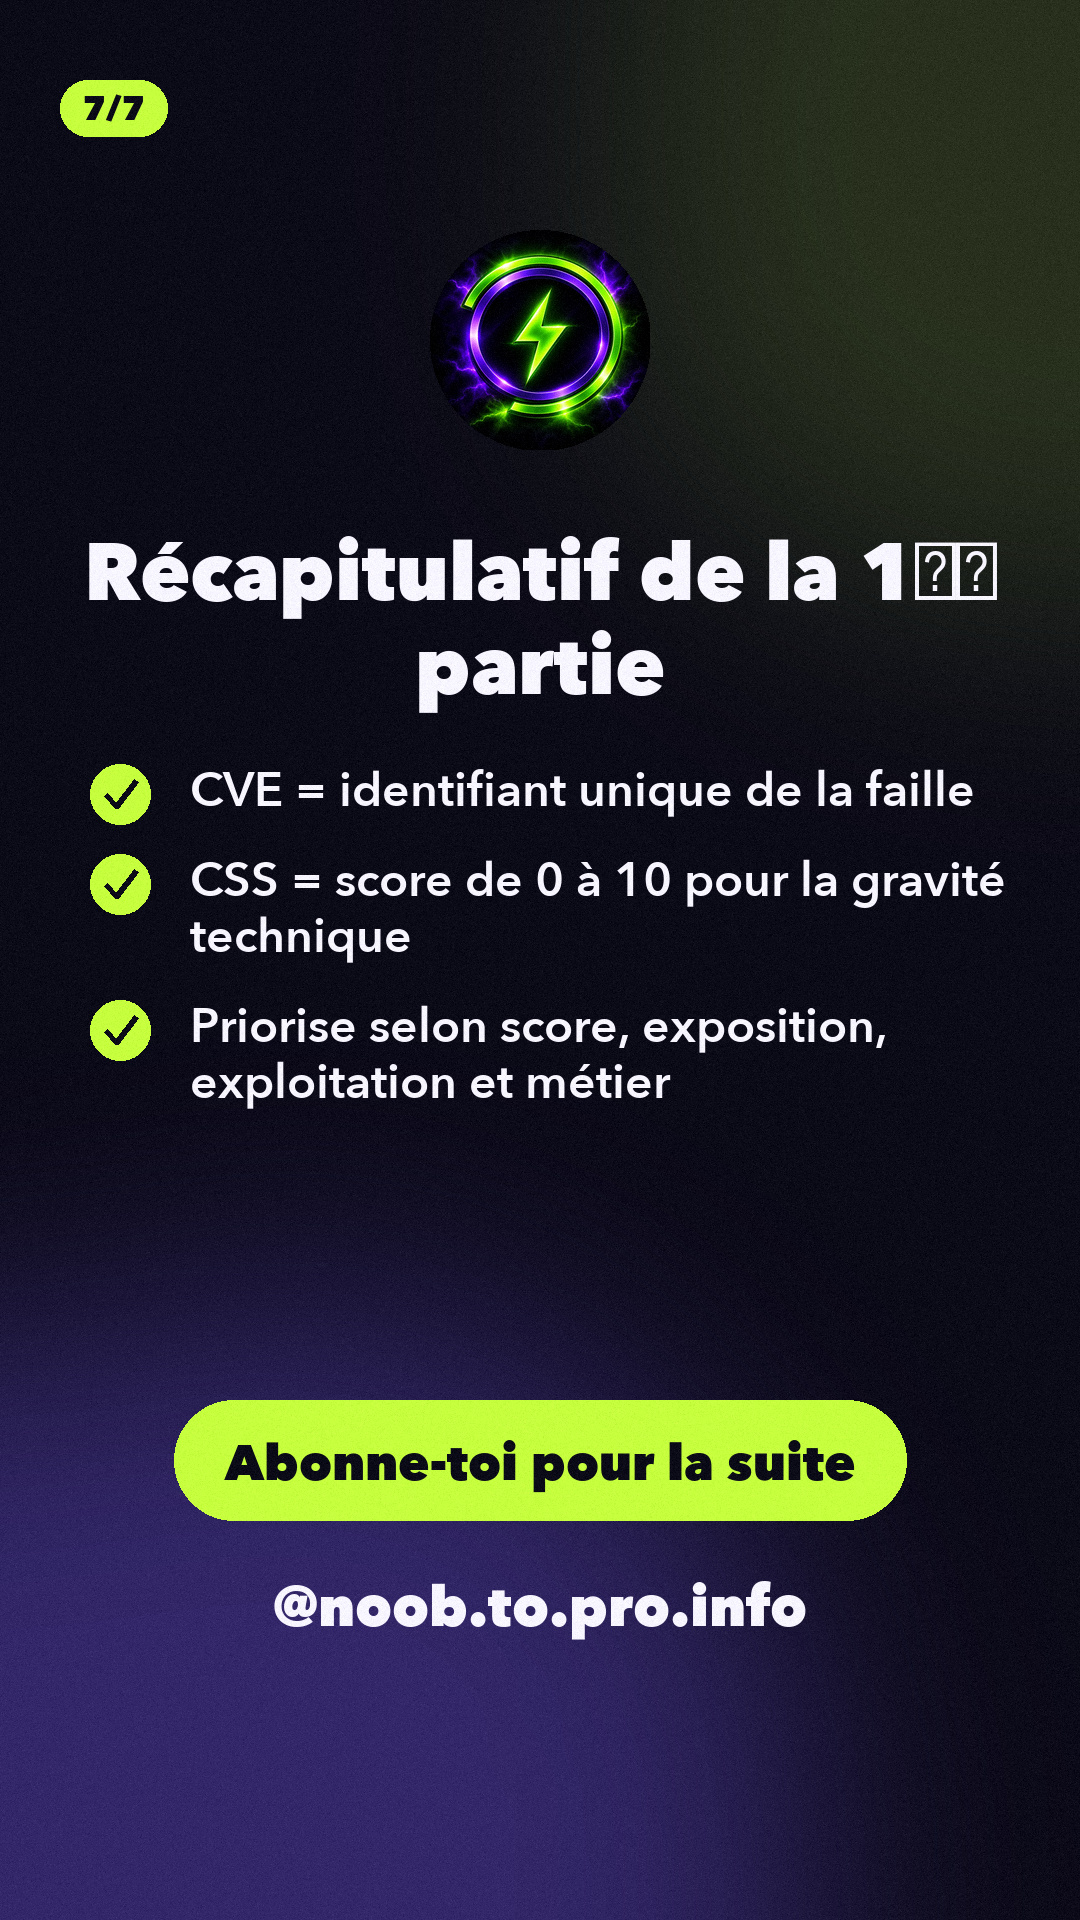 7/7
Récapitulatif de la 1
partie
CVE = identifiant unique de la faille
CSS = score de 0 à 10 pour la gravité
technique
Priorise selon score, exposition,
exploitation et métier
Abonne-toi pour la suite
@noob.to.pro.info